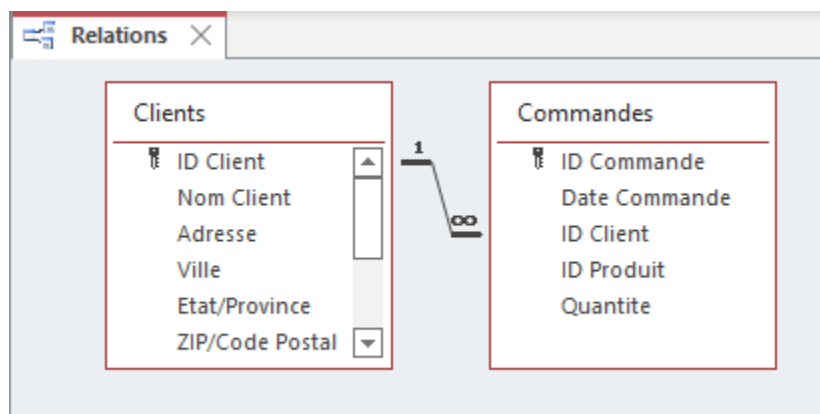 Relations
Clients
ID Client
Nom Client
Adresse
Ville
Etat/Province
ZIP/Code Postal
1
∞
Commandes
ID Commande
Date Commande
ID Client
ID Produit
Quantite